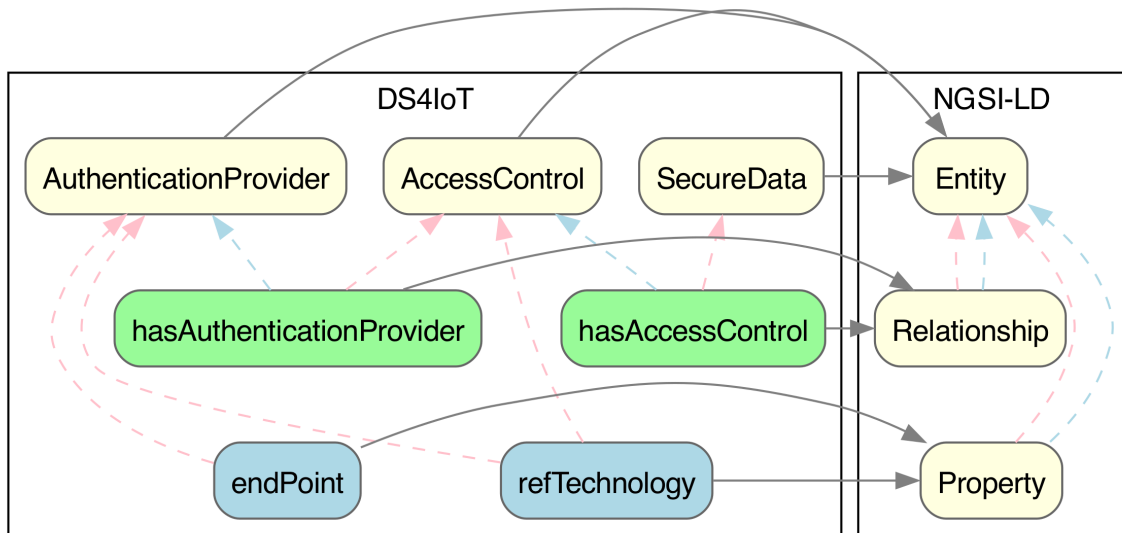 DS4IoT
NGSI-LD
AuthenticationProvider
AccessControl
SecureData
Entity
hasAuthenticationProvider
hasAccessControl
Relationship
endPoint
refTechnology
Property